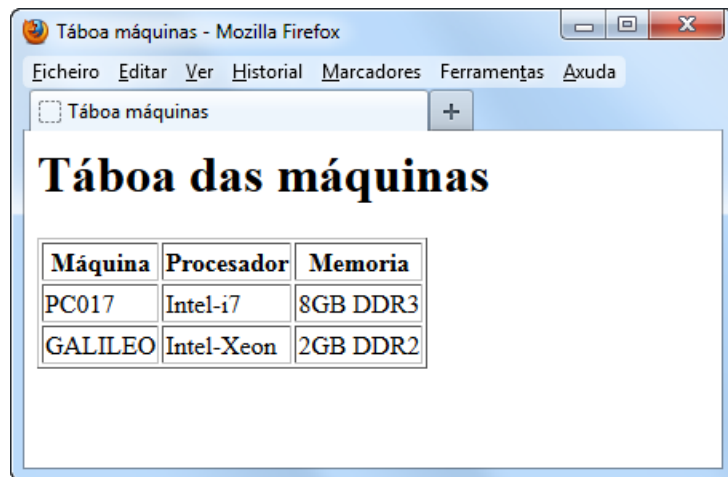 Táboa máquinas - Mozilla Firefox
Ficheiro Editar Ver Historial Marcadores Ferramentas Axuda
Táboa máquinas
Táboa das máquinas
Máquina Procesador Memoria
PC017 Intel-i7 8GB DDR3
GALILEO Intel-Xeon 2GB DDR2